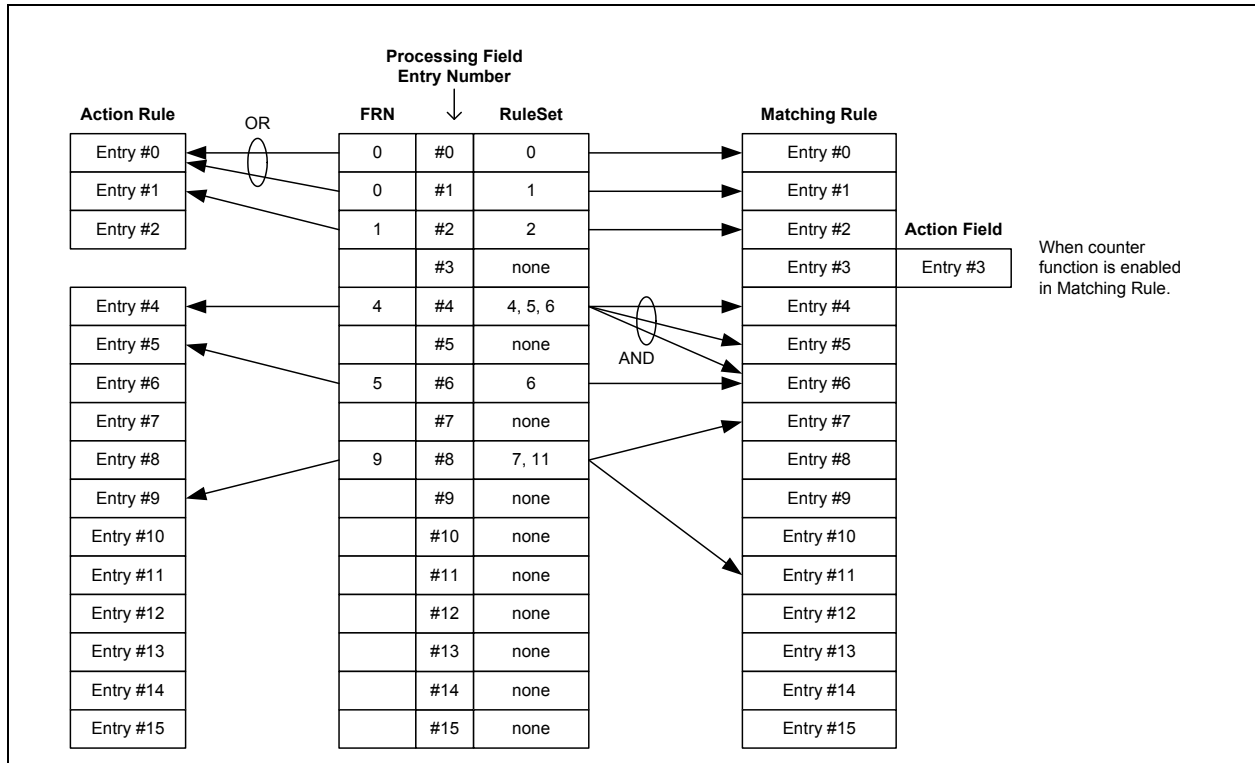 Processing Field
Entry Number
Action Rule
OR
FRN
RuleSet
Matching Rule
Entry #0
0
#0
0
Entry #0
Entry #1
0
#1
1
Entry #1
Entry #2
1
#2
2
Entry #2
Action Field
#3
none
Entry #3
Entry #3
When counter
function is enabled
in Matching Rule.
Entry #4
4
#4
4, 5, 6
Entry #4
Entry #5
#5
none
AND
Entry #5
Entry #6
5
#6
6
Entry #6
Entry #7
#7
none
Entry #7
Entry #8
9
#8
7, 11
Entry #8
Entry #9
#9
none
Entry #9
Entry #10
#10
none
Entry #10
Entry #11
#11
none
Entry #11
Entry #12
#12
none
Entry #12
Entry #13
#13
none
Entry #13
Entry #14
#14
none
Entry #14
Entry #15
#15
none
Entry #15